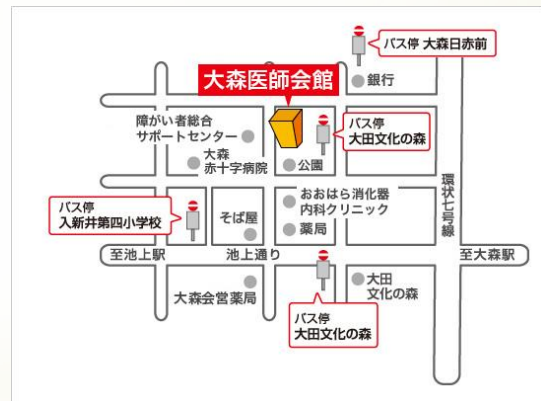 バス停 大森日赤前
銀行
大森医師会館
障がい者総合
サポートセンター
バス停
大田文化の森
大森
赤十字病院
公園
バス停
入新井第四小学校
おおはら消化器
内科クリニック
環状七号線
そば屋
薬局
至池上駅
池上通り
至大森駅
大森会営薬局
大田
文化の森
バス停
大田文化の森